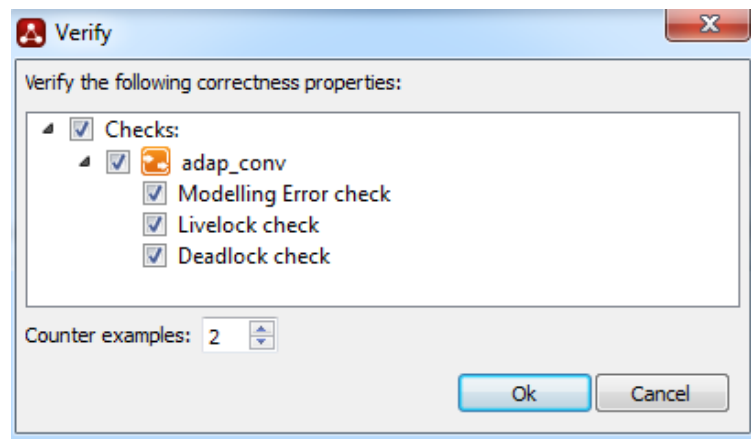 Verify
Verify the following correctness properties:
Checks:
adap_conv
Modelling Error check
Livelock check
Deadlock check
Counter examples: 2
Ok Cancel